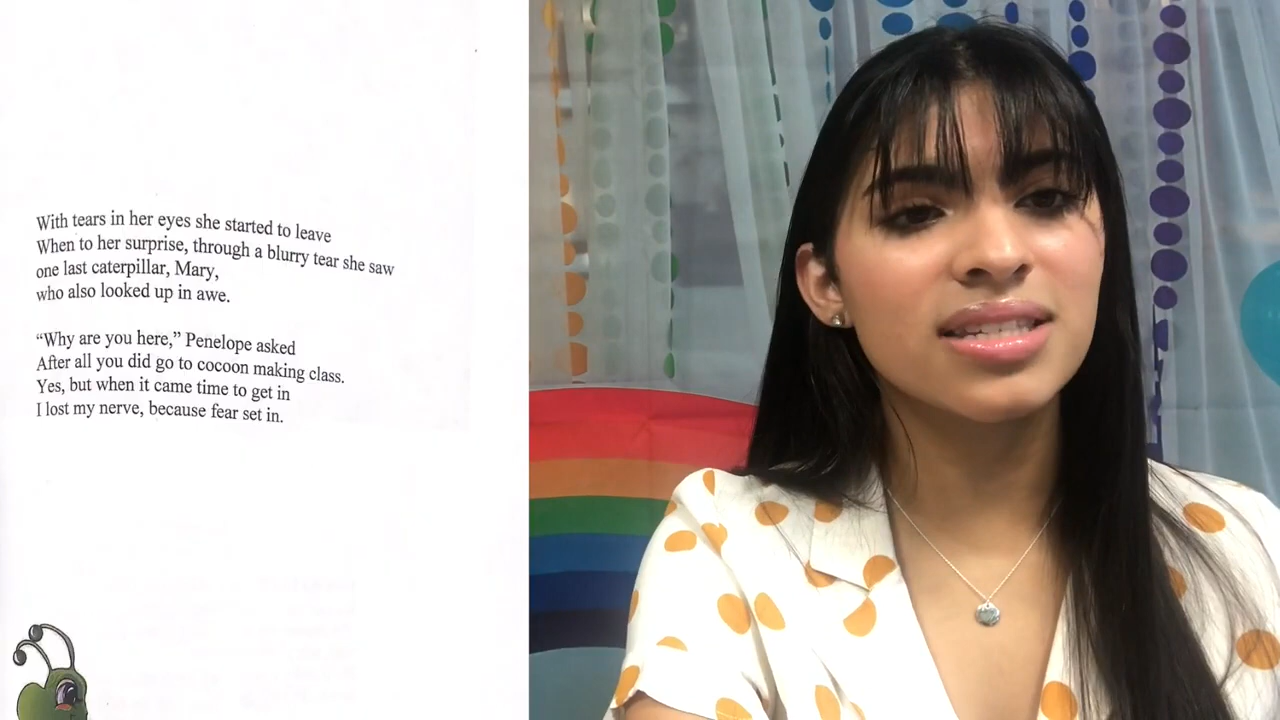 With tears in her eyes she started to leave
When to her surprise, through a blurry tear she saw
one last caterpillar, Mary,
who also looked up in awe.
“Why are you here,” Penelope asked
After all you did go to cocoon making class.
Yes, but when it came time to get in
I lost my nerve, because fear set in.